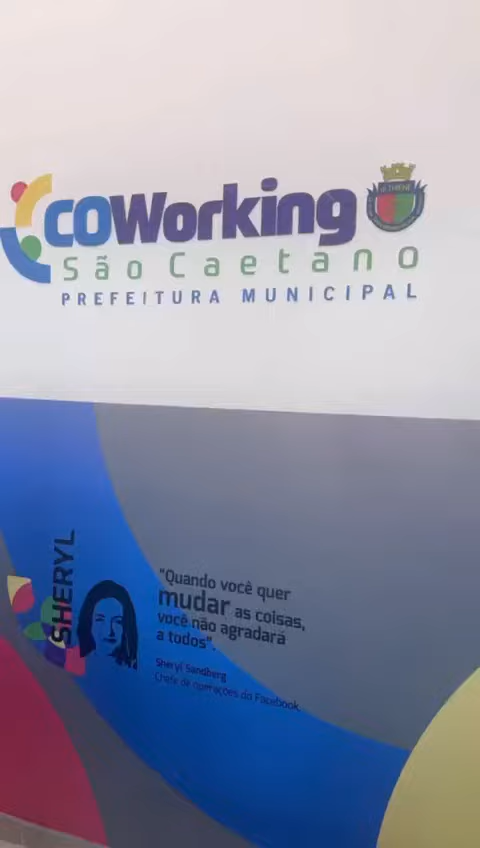 COWorking
São Caetano
PREFEITURA MUNICIPAL
SHERYL
"Quando você quer
mudar as coisas,
você não agradará
a todos".
Sheryl Sandberg
Chefe de operações do Facebook